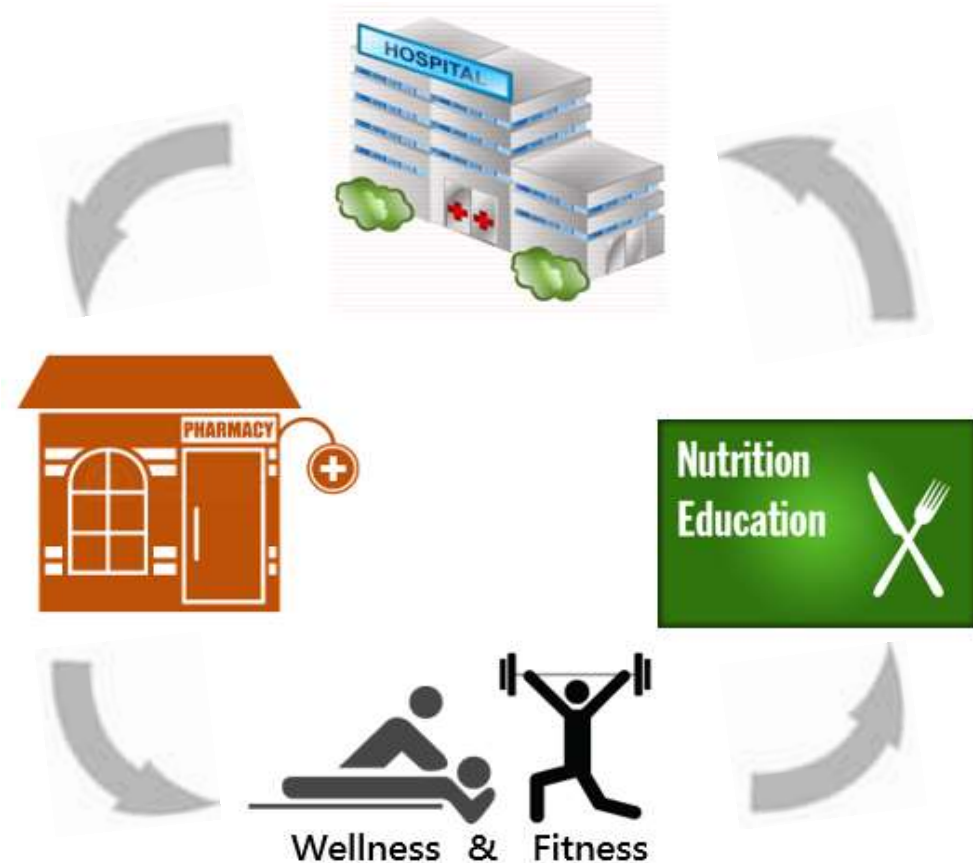 HOSPITAL
PHARMACY
Nutrition
Education
Wellness & Fitness